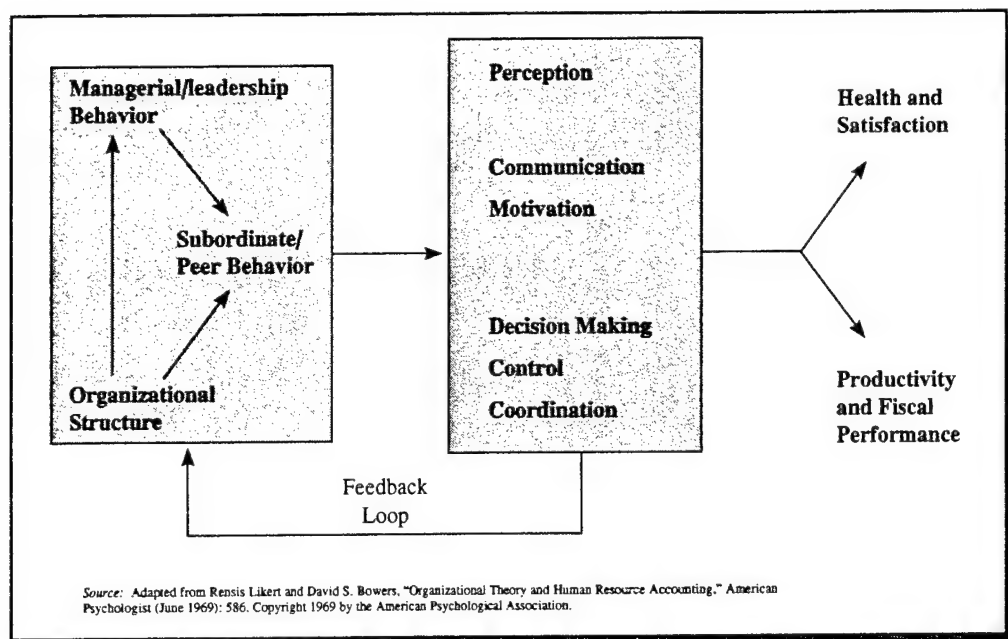 Managerial/leadership
Behavior
Subordinate/
Peer Behavior
Organizational
Structure
Perception
Communication
Motivation
Decision Making
Control
Coordination
Health and
Satisfaction
Productivity
and Fiscal
Performance
Feedback
Loop
Source: Adapted from Rensis Likert and David S. Bowers, "Organizational Theory and Human Resource Accounting," American
Psychologist (June 1969): 586. Copyright 1969 by the American Psychological Association.